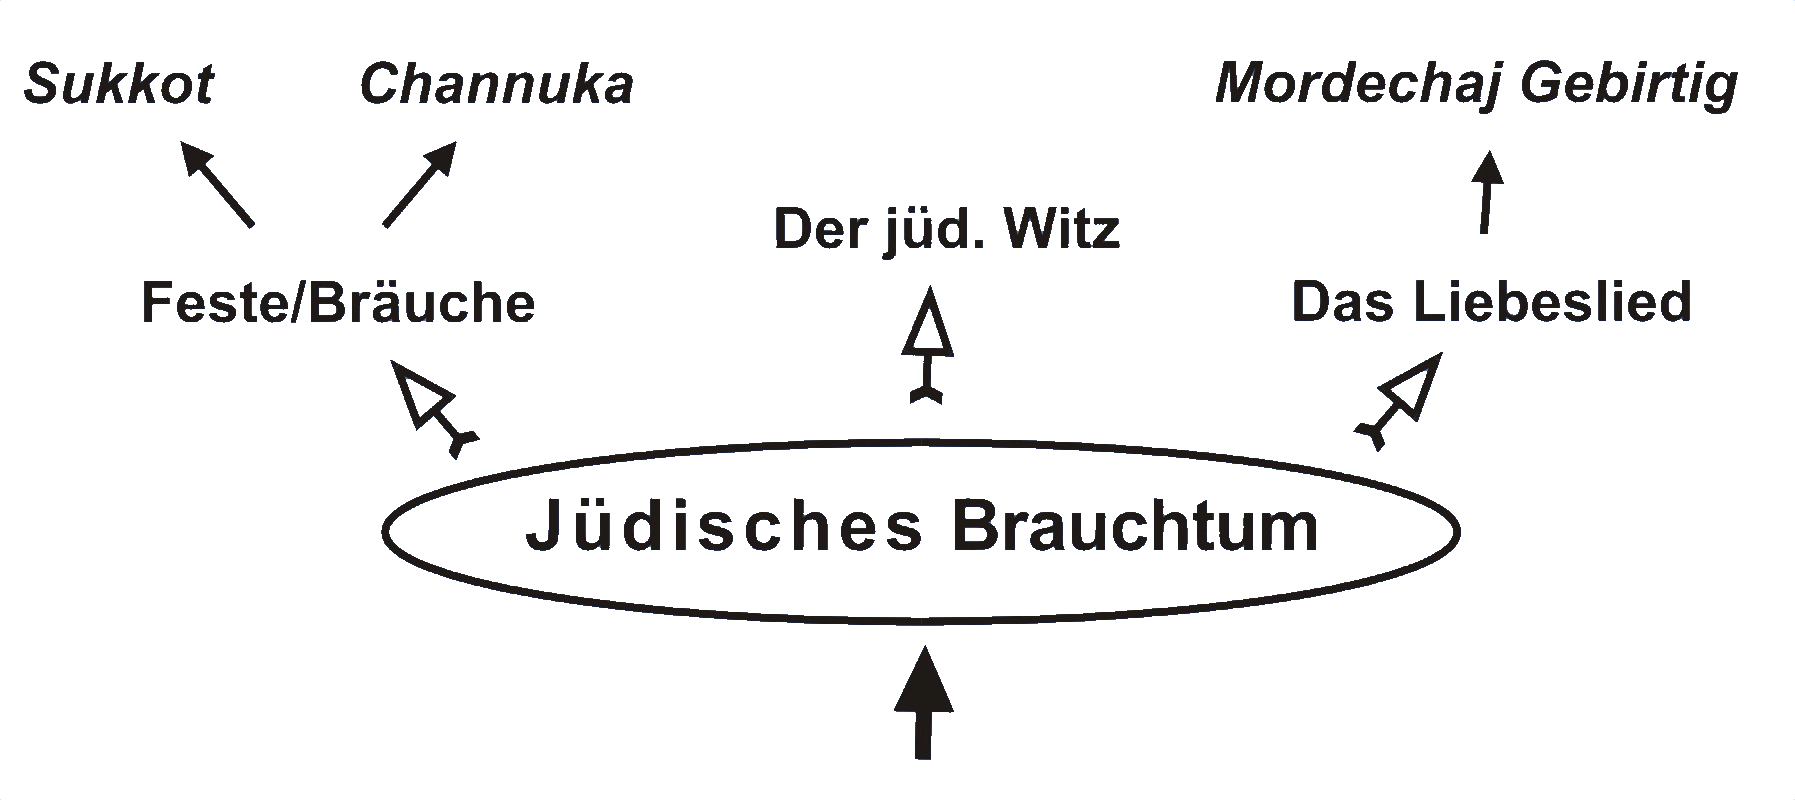 Sukkot
Channuka
Mordechaj Gebirtig
Der jüd. Witz
Feste/Bräuche
Das Liebeslied
Jüdisches Brauchtum